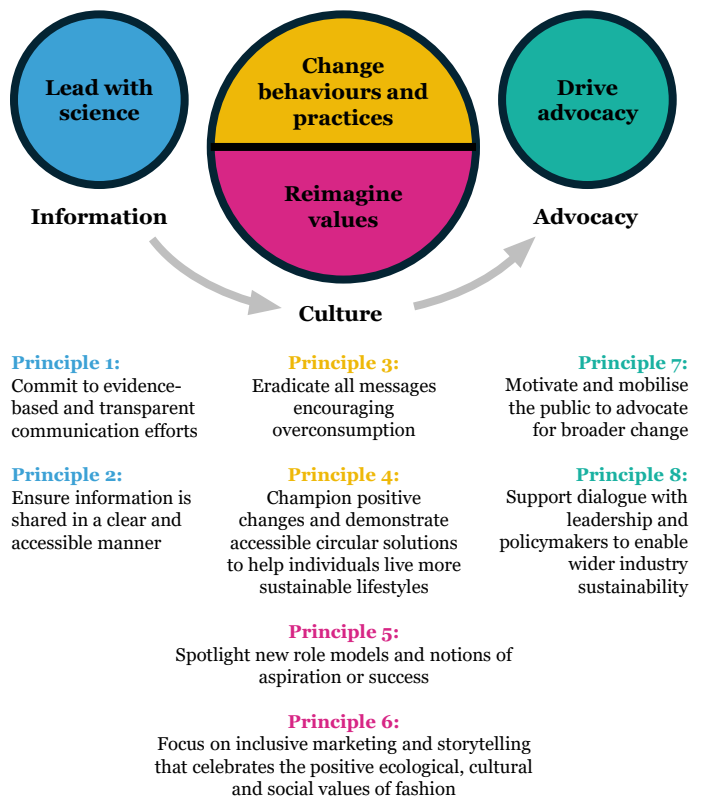 Lead with
science
Change
behaviours and
practices
Reimagine
values
Drive
advocacy
Information
Culture
Advocacy
Principle 1:
Commit to evidence-
based and transparent
communication efforts
Principle 2:
Ensure information is
shared in a clear and
accessible manner
Principle 3:
Eradicate all messages
encouraging
overconsumption
Principle 4:
Champion positive
changes and demonstrate
accessible circular solutions
to help individuals live more
sustainable lifestyles
Principle 5:
Spotlight new role models and notions of
aspiration or success
Principle 6:
Focus on inclusive marketing and storytelling
that celebrates the positive ecological, cultural
and social values of fashion
Principle 7:
Motivate and mobilise
the public to advocate
for broader change
Principle 8:
Support dialogue with
leadership and
policymakers to enable
wider industry
sustainability